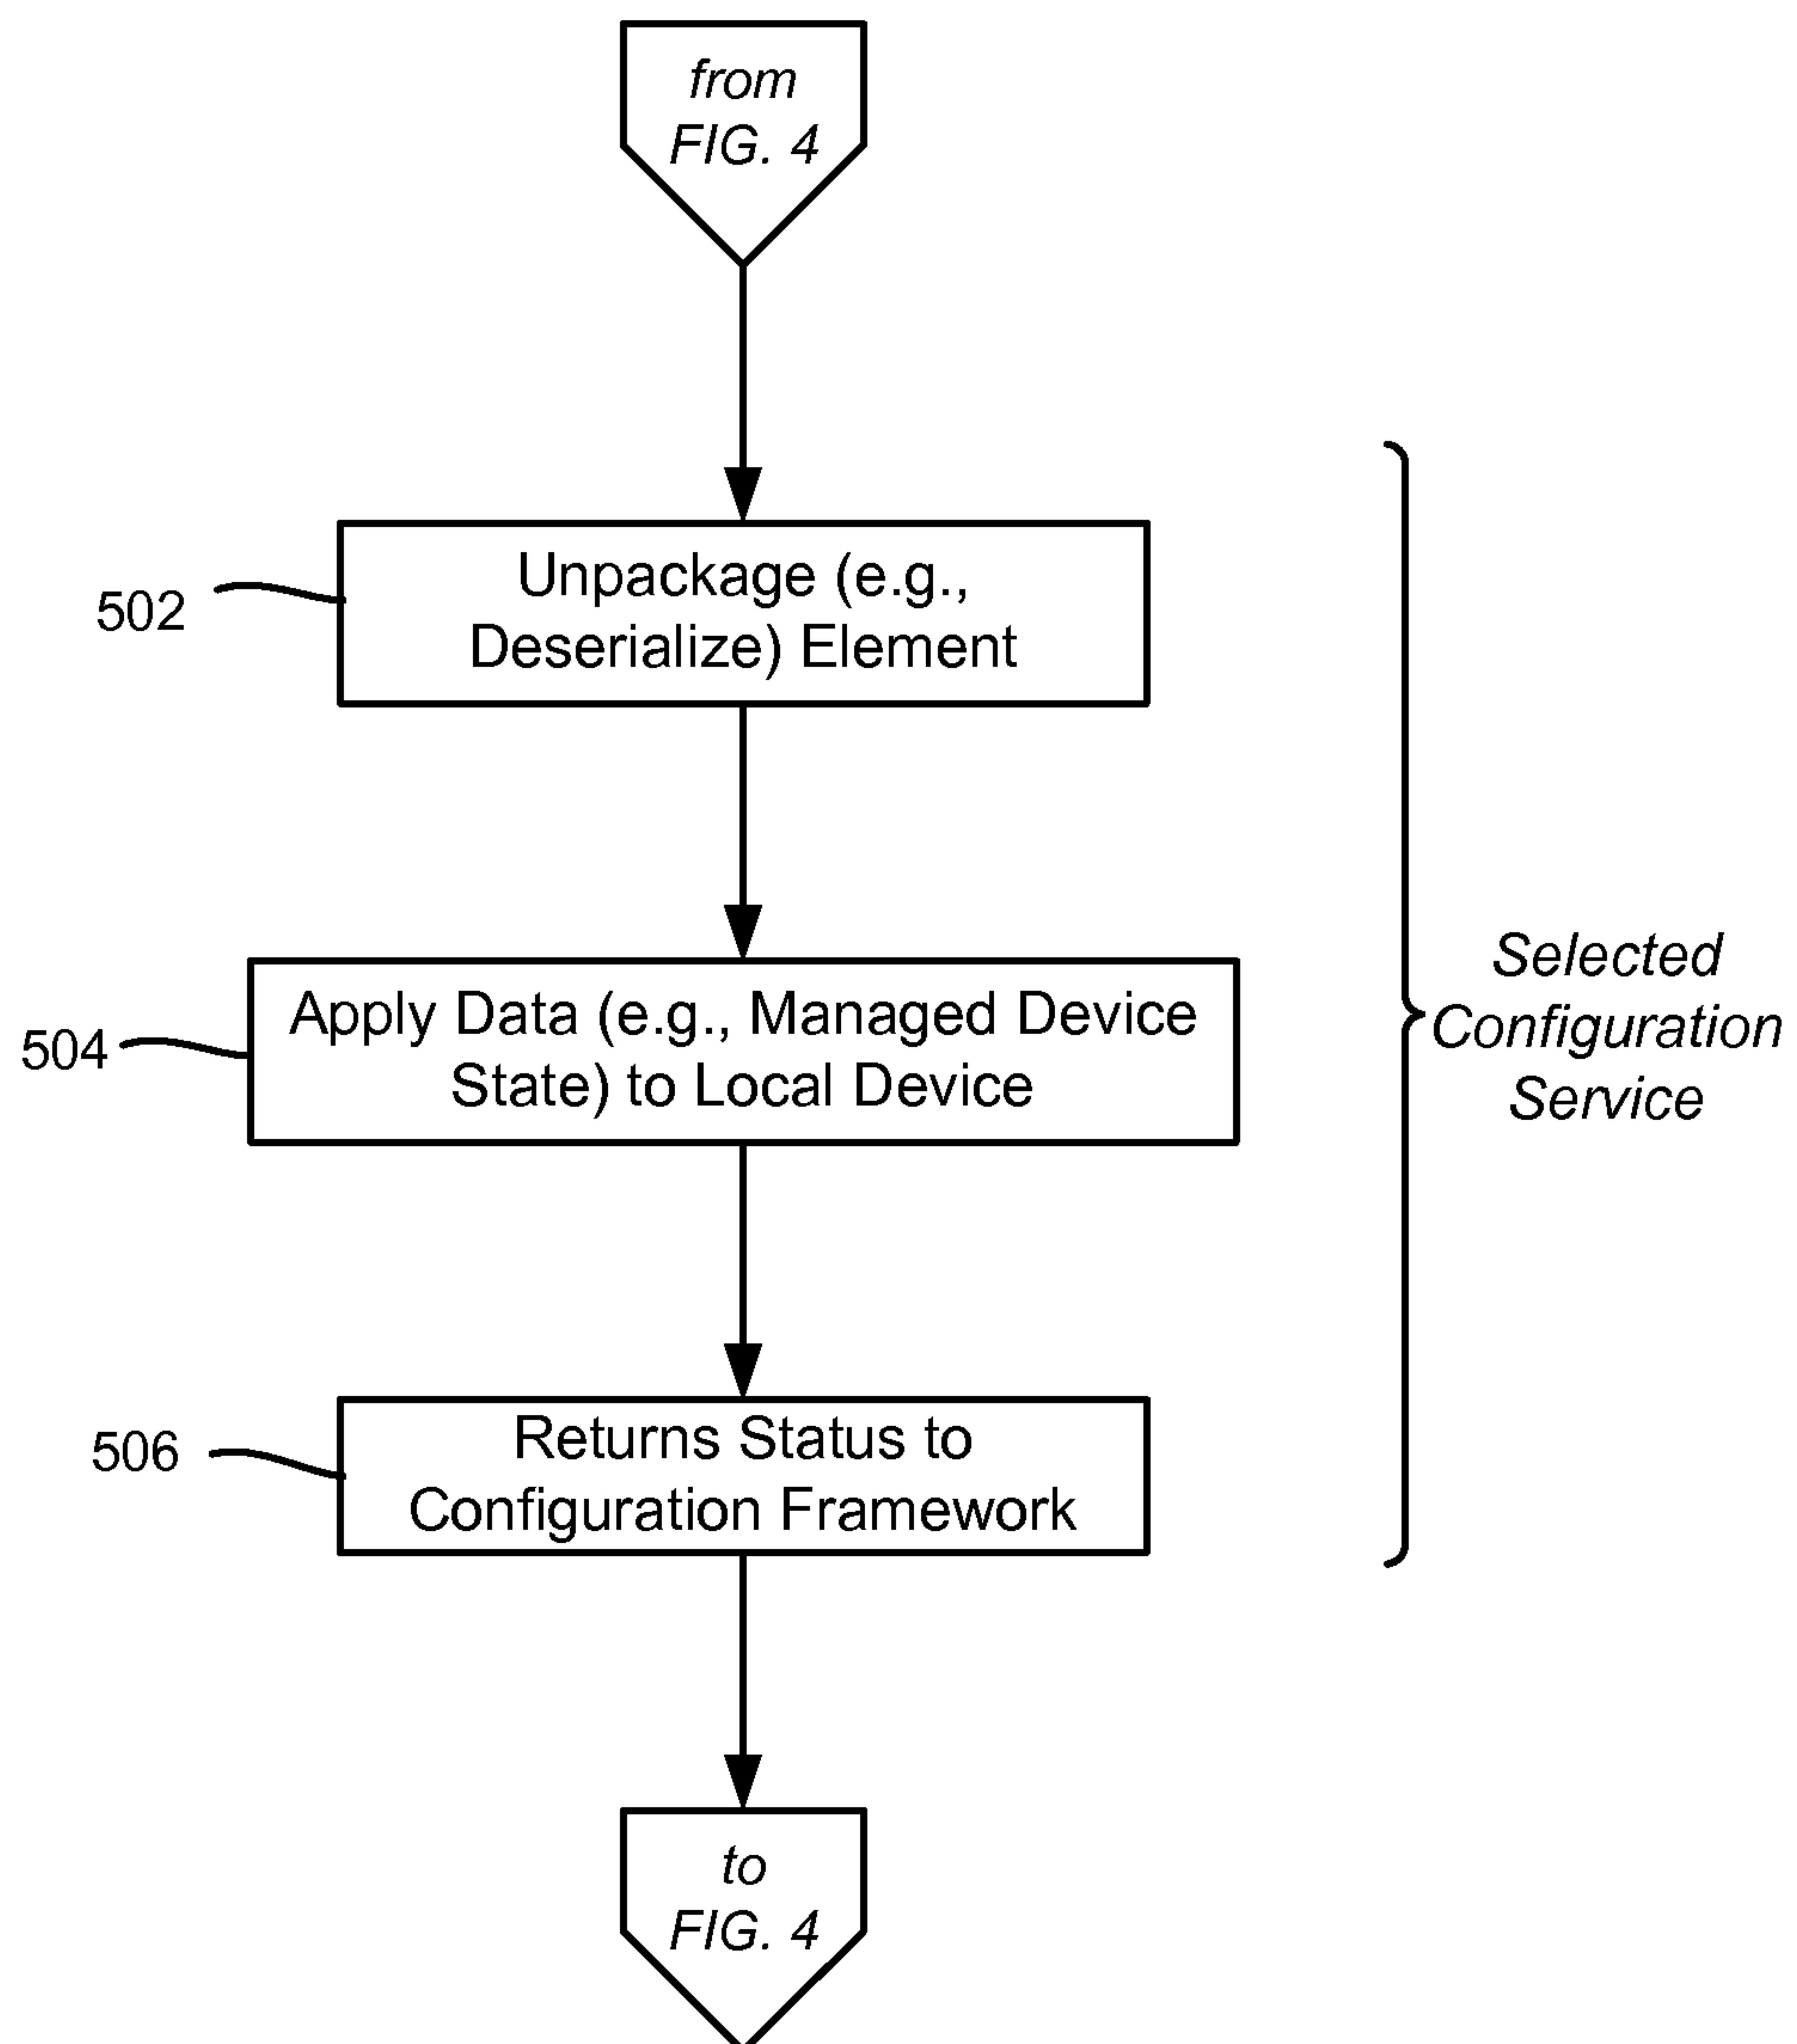 from
FIG. 4
502
Unpackage (e.g.,
Deserialize) Element
504
Apply Data (e.g., Managed Device
State) to Local Device
Selected
Configuration
Service
506
Returns Status to
Configuration Framework
to
FIG. 4